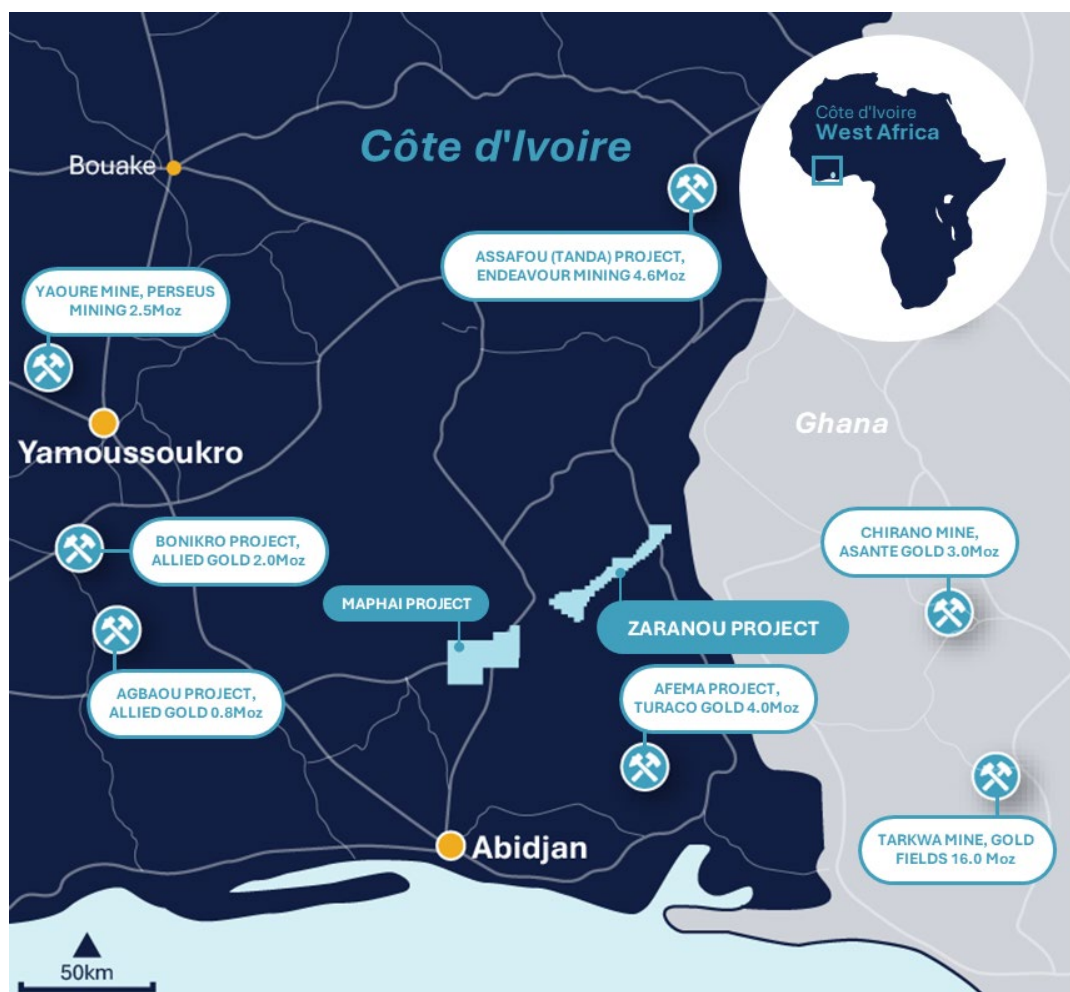 Côte d'Ivoire
West Africa
Côte d'Ivoire
Bouake
ASSAFOU (TANDA) PROJECT,
ENDEAVOUR MINING 4.6Moz
YAOURE MINE, PERSEUS
MINING 2.5Moz
Yamoussoukro
Ghana
BONIKRO PROJECT,
ALLIED GOLD 2.0Moz
CHIRANO MINE,
ASANTE GOLD 3.0Moz
MAPHAI PROJECT
ZARANOU PROJECT
AGBAOU PROJECT,
ALLIED GOLD 0.8Moz
AFEMA PROJECT,
TURACO GOLD 4.0Moz
Abidjan
TARKWA MINE, GOLD
FIELDS 16.0 Moz
50km